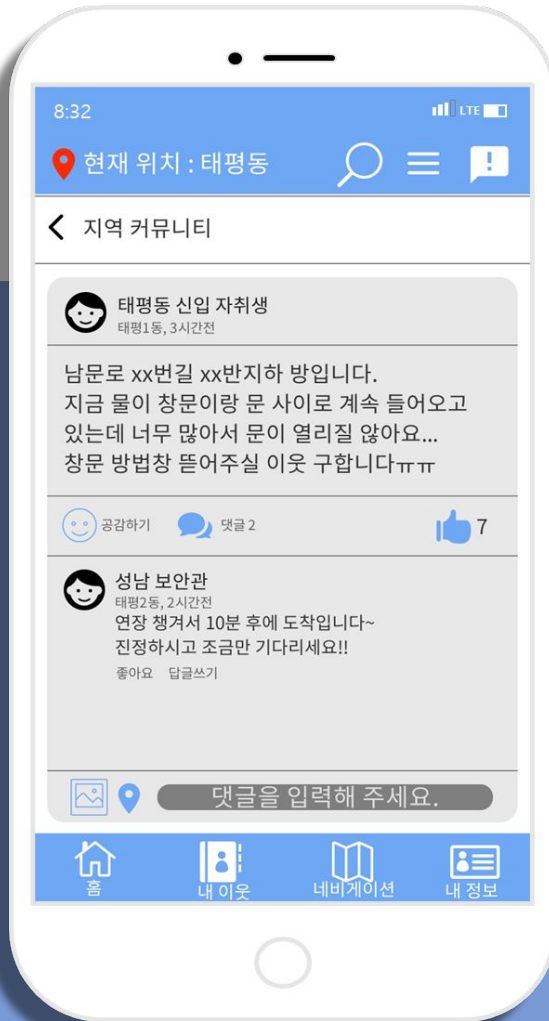 8:32
LTE
현재 위치 : 태평동
!
지역 커뮤니티
태평동 신입 자취생
태평1동, 3시간전
남문로 xx번길 xx반지하 방입니다.
지금 물이 창문이랑 문 사이로 계속 들어오고
있는데 너무 많아서 문이 열리질 않아요...
창문 방법창 뜯어주실 이웃 구합니다ㅠㅠ
공감하기 댓글 2 7
성남 보안관
태평2동, 2시간전
연장 챙겨서 10분 후에 도착입니다~
진정하시고 조금만 기다리세요!!
좋아요 답글쓰기
댓글을 입력해 주세요.
홈 내 이웃 네비게이션 내 정보